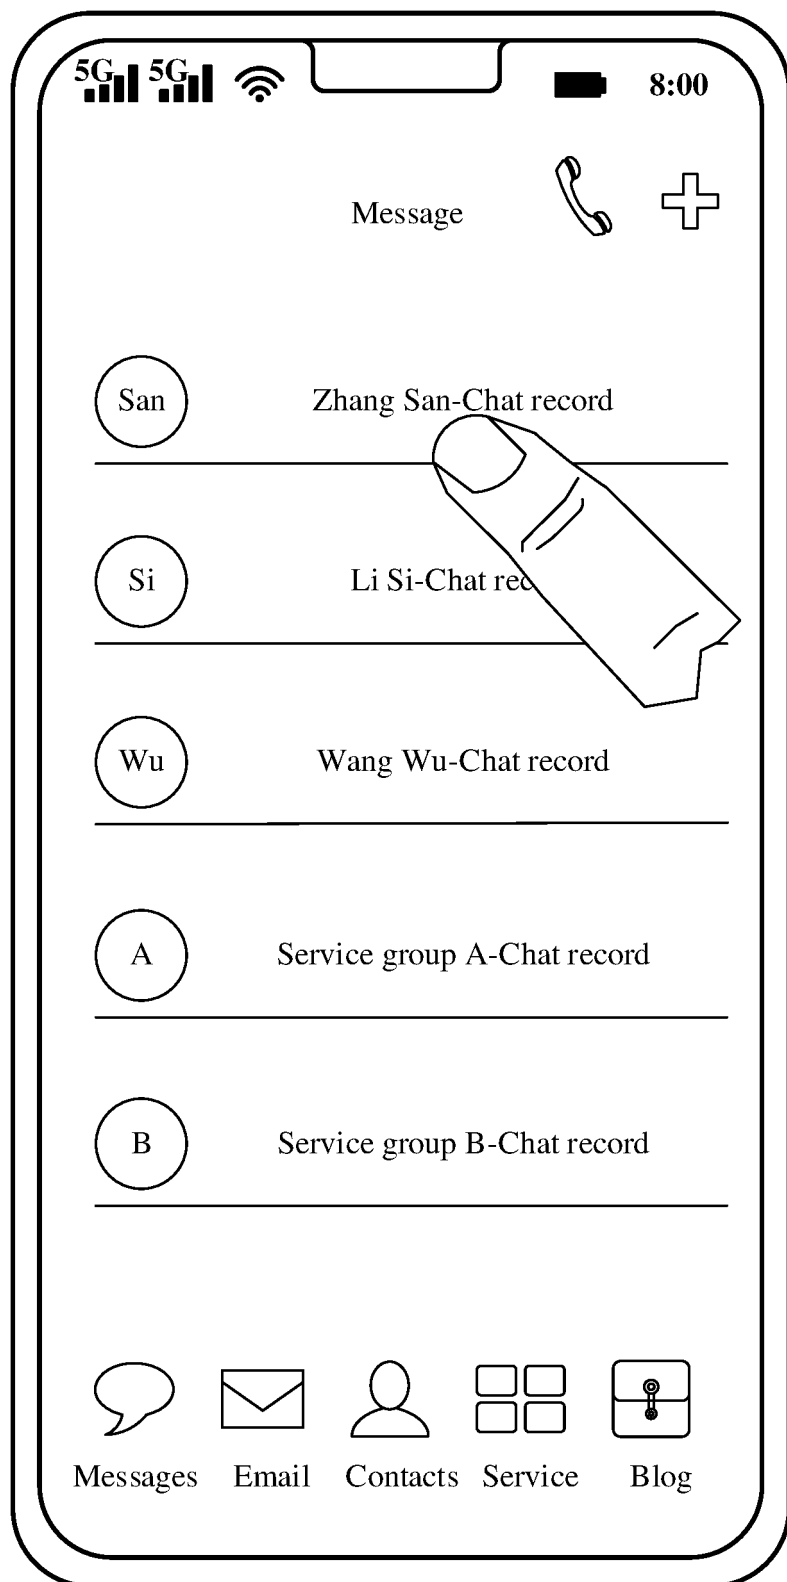 5G 5G 8:00
Message
San Zhang San-Chat record
Si Li Si-Chat rec
Wu Wang Wu-Chat record
A Service group A-Chat record
B Service group B-Chat record
Messages Email Contacts Service Blog